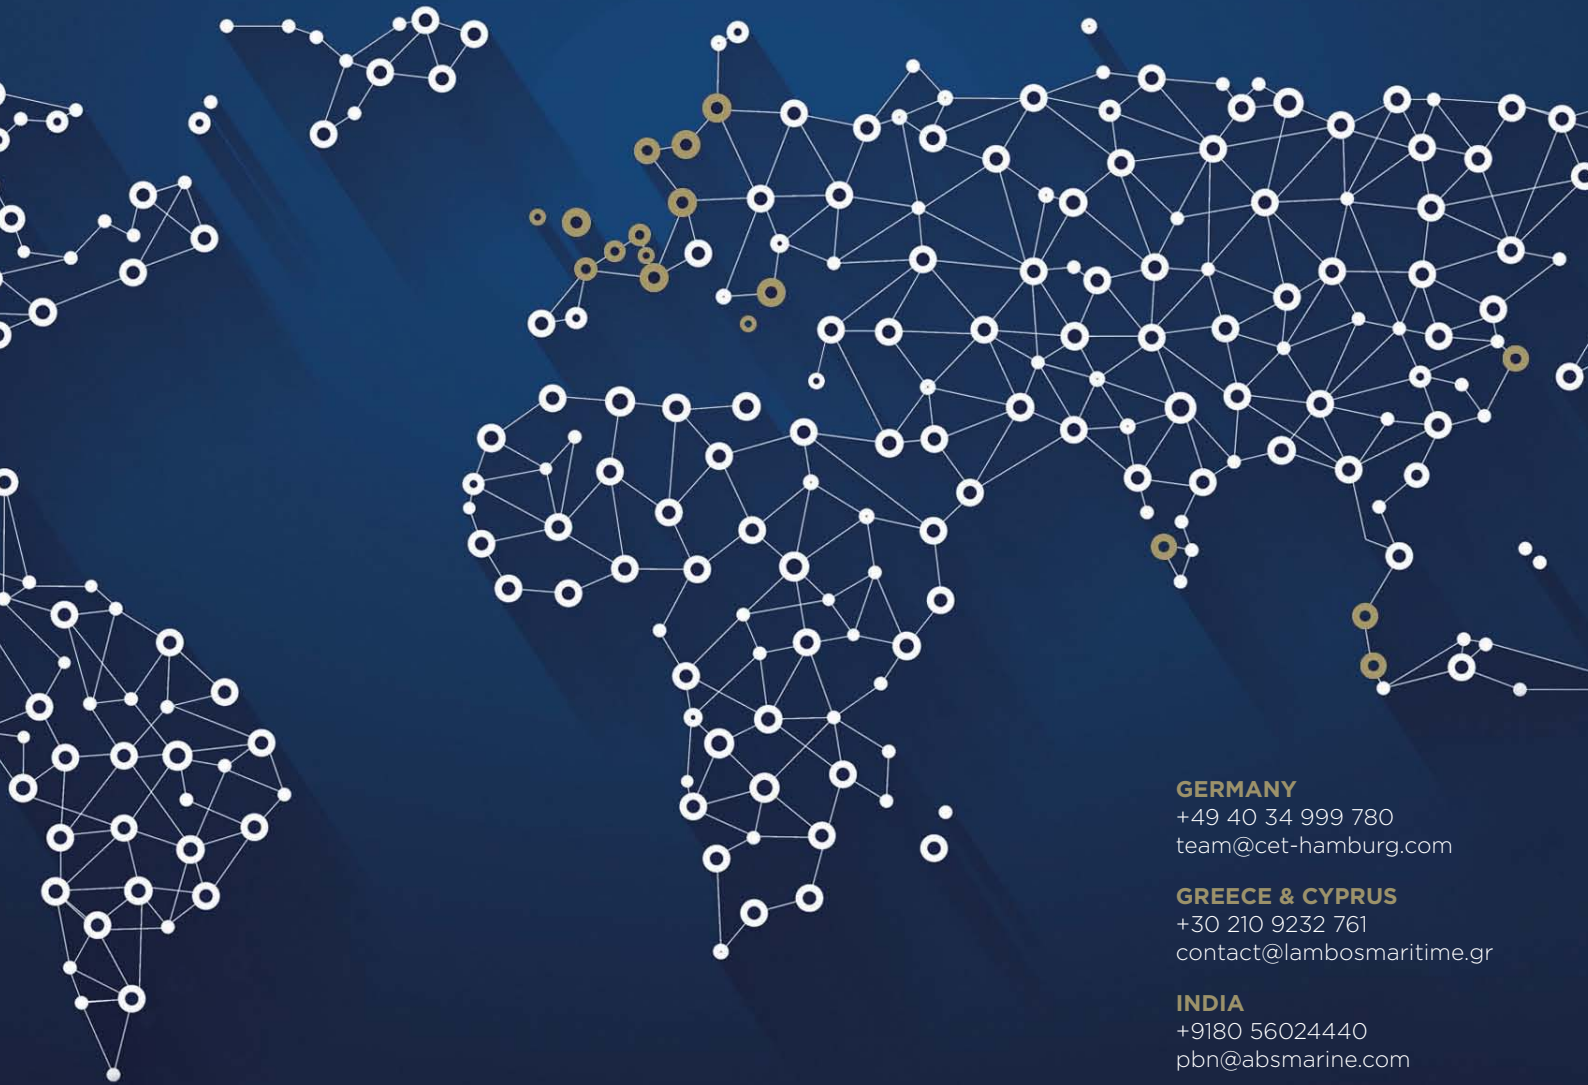 GERMANY
+49 40 34 999 780
team@cet-hamburg.com
GREECE & CYPRUS
+30 210 9232 761
contact@lambosmaritime.gr
INDIA
+9180 56024440
pbn@absmarine.com